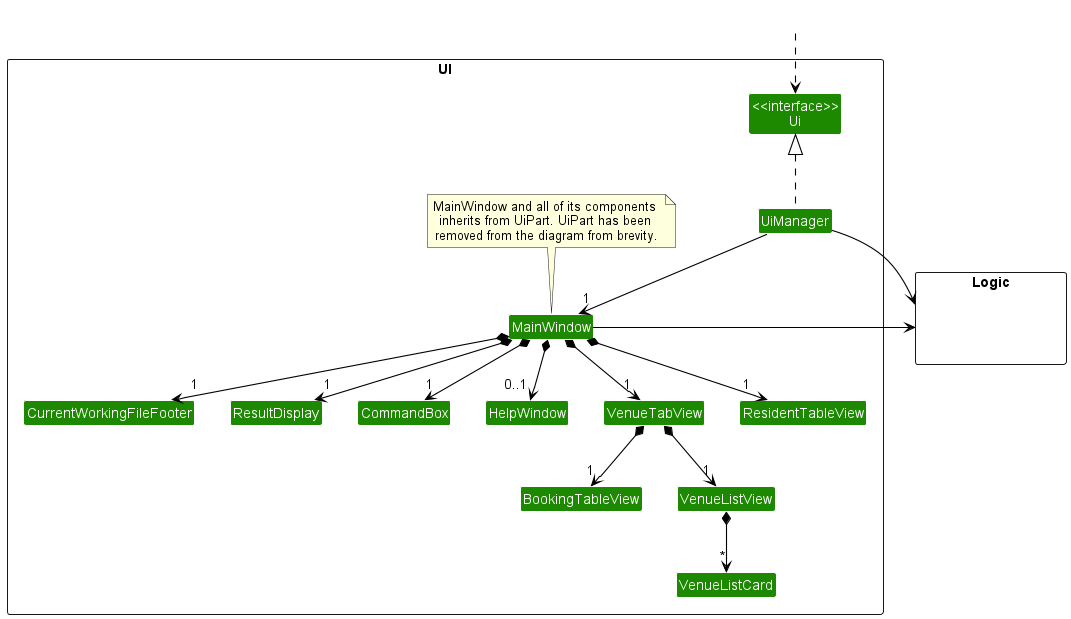 UI
<<interface>>
Ui
MainWindow and all of its components
inherits from UiPart. UiPart has been
removed from the diagram from brevity.
UiManager
Logic
1
MainWindow
1
1
1
0..1
1
1
CurrentWorkingFileFooter
ResultDisplay
CommandBox
HelpWindow
VenueTabView
ResidentTableView
1
1
BookingTableView
VenueListView
*
VenueListCard